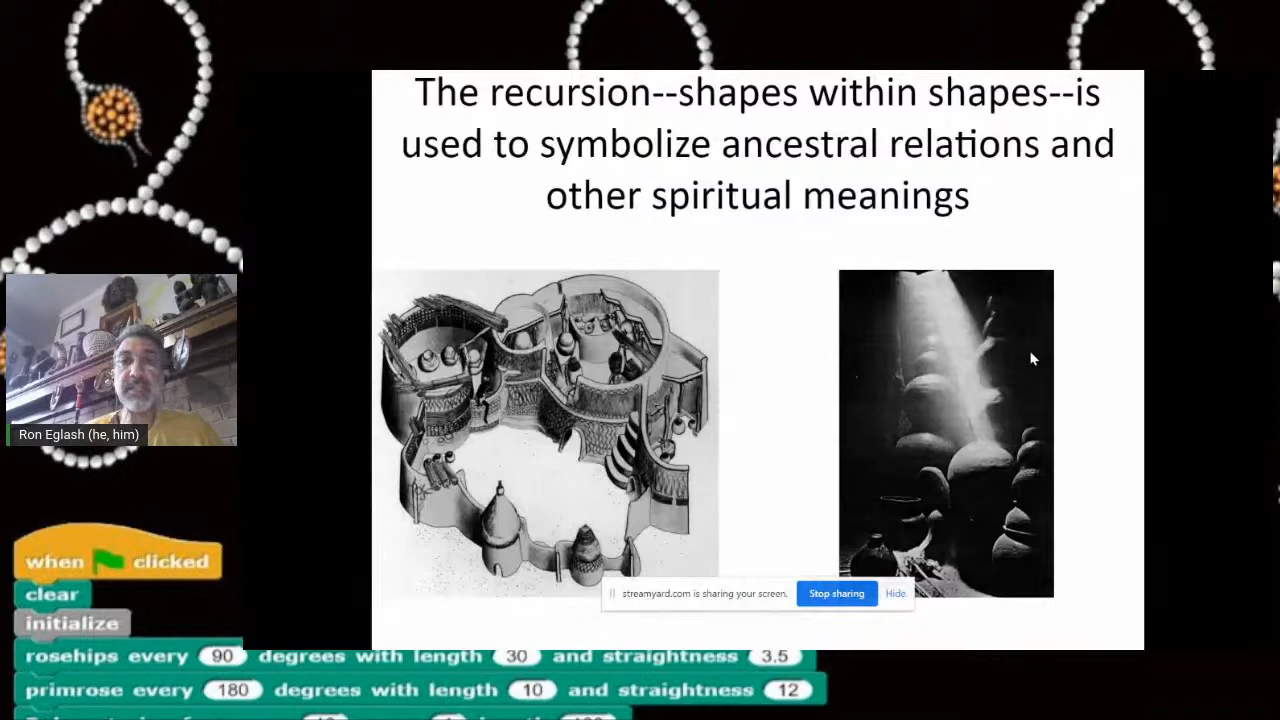 The recursion--shapes within shapes--is
used to symbolize ancestral relations and
other spiritual meanings
Ron Eglash (he, him)
streamyard.com is sharing your screen.
Stop sharing
Hide
when clicked
clear
initialize
rosehips every 90 degrees with length 30 and straightness 3.5
primrose every 180 degrees with length 10 and straightness 12